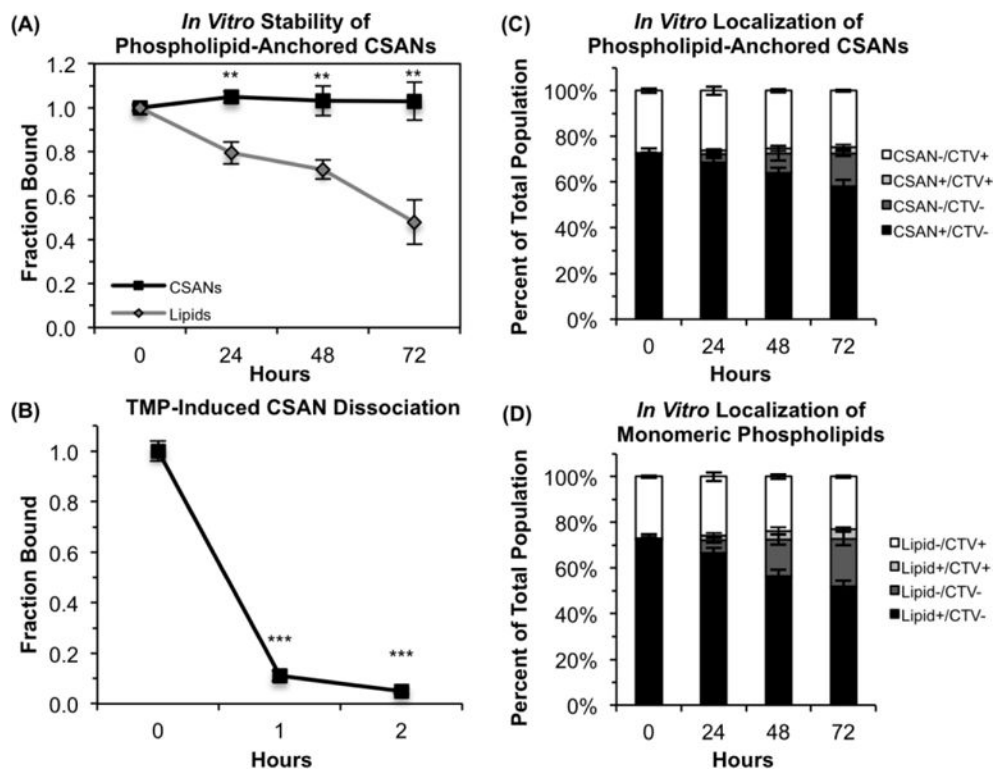 (A) In Vitro Stability of
Phospholipid-Anchored CSANs
1.2
1.0
0.8
0.6
0.4
0.2
0.0
Fraction Bound
** ** **
CSANs
Lipids
0 24 48 72
Hours
(B) TMP-Induced CSAN Dissociation
1.0
0.8
0.6
0.4
0.2
0.0
Fraction Bound
*** ***
0 1 2
Hours
(C) In Vitro Localization of
Phospholipid-Anchored CSANs
100%
80%
60%
40%
20%
0%
Percent of Total Population
CSAN-/CTV+
CSAN+/CTV+
CSAN-/CTV-
CSAN+/CTV-
0 24 48 72
Hours
(D) In Vitro Localization of
Monomeric Phospholipids
100%
80%
60%
40%
20%
0%
Percent of Total Population
Lipid-/CTV+
Lipid+/CTV+
Lipid-/CTV-
Lipid+/CTV-
0 24 48 72
Hours